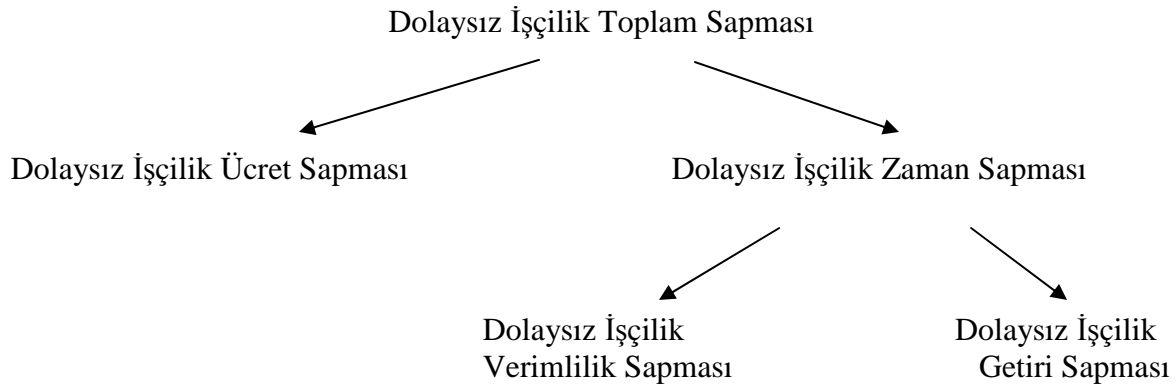 Dolaysız İşçilik Toplam Sapması
Dolaysız İşçilik Ücret Sapması
Dolaysız İşçilik Zaman Sapması
Dolaysız İşçilik
Verimlilik Sapması
Dolaysız İşçilik
Getiri Sapması